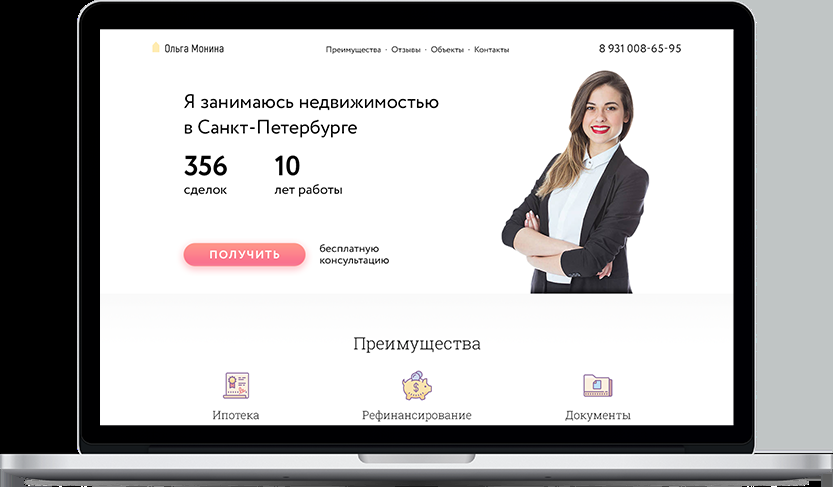 Ольга Монина
Преимущества - Отзывы - Объекты - Контакты
8 931 008-65-95
Я занимаюсь недвижимостью
в Санкт-Петербурге
356
сделок
10
лет работы
ПОЛУЧИТЬ
бесплатную
консультацию
Преимущества
Ипотека
Рефинансирование
Документы